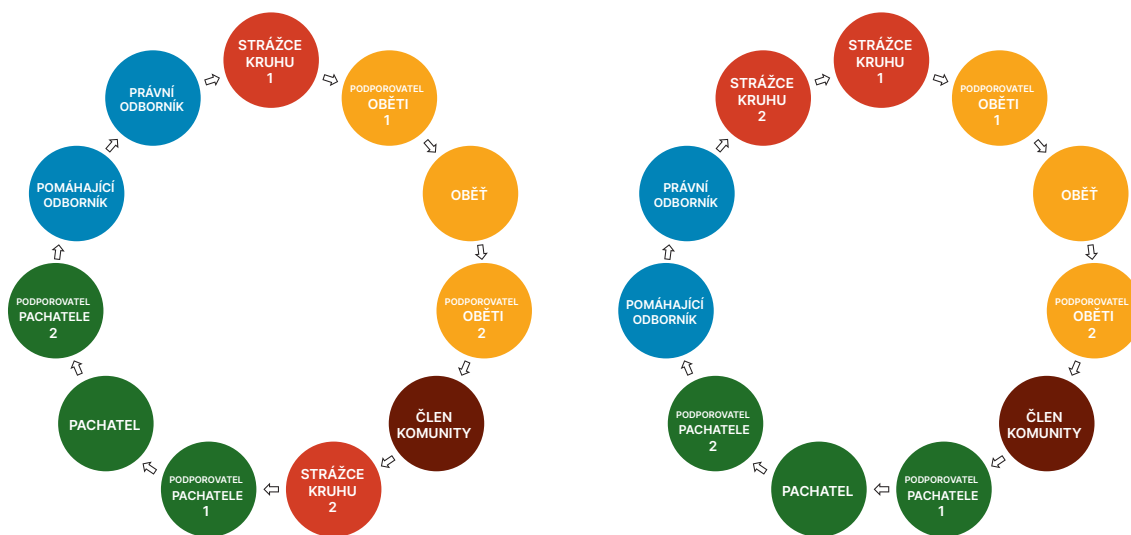 STRÁŽCE
KRUHU
1
PODPOROVATEL
OBĚTI
1
OBĚŤ
PODPOROVATEL
OBĚTI
2
ČLEN
KOMUNITY
STRÁŽCE
KRUHU
2
PODPOROVATEL
PACHATELE
1
PACHATEL
PODPOROVATEL
PACHATELE
2
POMÁHAJÍCÍ
ODBORNÍK
PRÁVNÍ
ODBORNÍK
STRÁŽCE
KRUHU
1
PODPOROVATEL
OBĚTI
1
OBĚŤ
PODPOROVATEL
OBĚTI
2
ČLEN
KOMUNITY
PODPOROVATEL
PACHATELE
1
PACHATEL
PODPOROVATEL
PACHATELE
2
POMÁHAJÍCÍ
ODBORNÍK
PRÁVNÍ
ODBORNÍK
STRÁŽCE
KRUHU
2